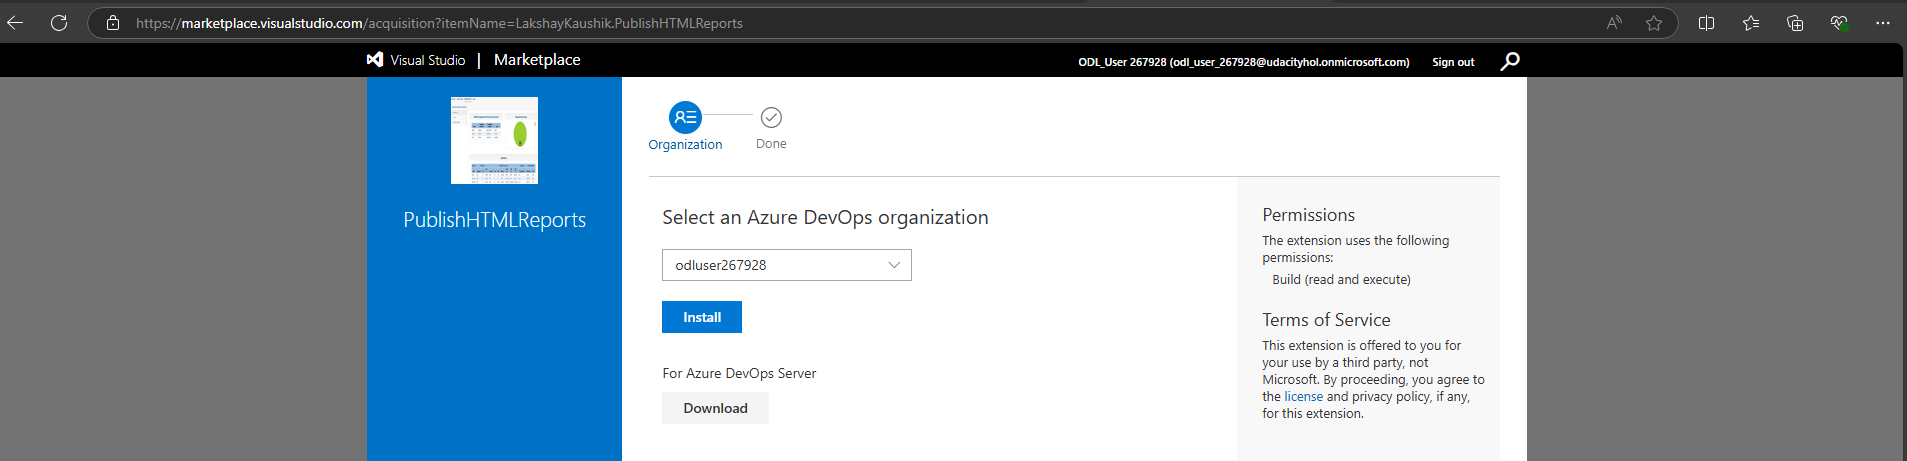 https://marketplace.visualstudio.com/acquisition?itemName=LakshayKaushik.PublishHTMLReports
Visual Studio | Marketplace
ODL_User 267928 (odl_user_267928@udacityhol.onmicrosoft.com)
Sign out
PublishHTMLReports
Organization
Done
Select an Azure DevOps organization
odluser267928
Install
For Azure DevOps Server
Download
Permissions
The extension uses the following
permissions:
Build (read and execute)
Terms of Service
This extension is offered to you for
your use by a third party, not
Microsoft. By proceeding, you agree to
the license and privacy policy, if any,
for this extension.